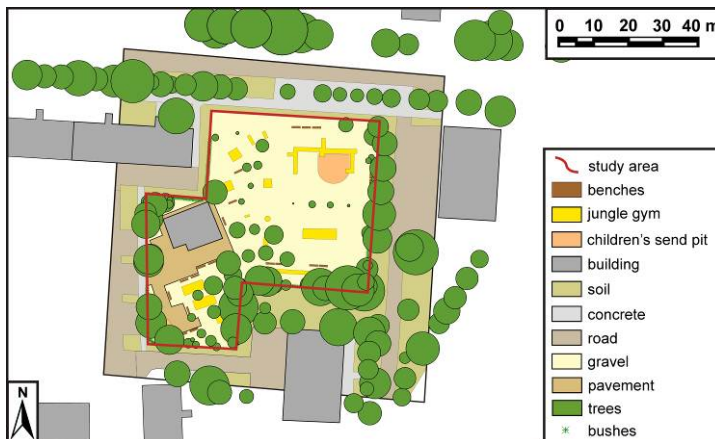 0 10 20 30 40 m
study area
benches
jungle gym
children's send pit
building
soil
concrete
road
gravel
pavement
trees
bushes
N